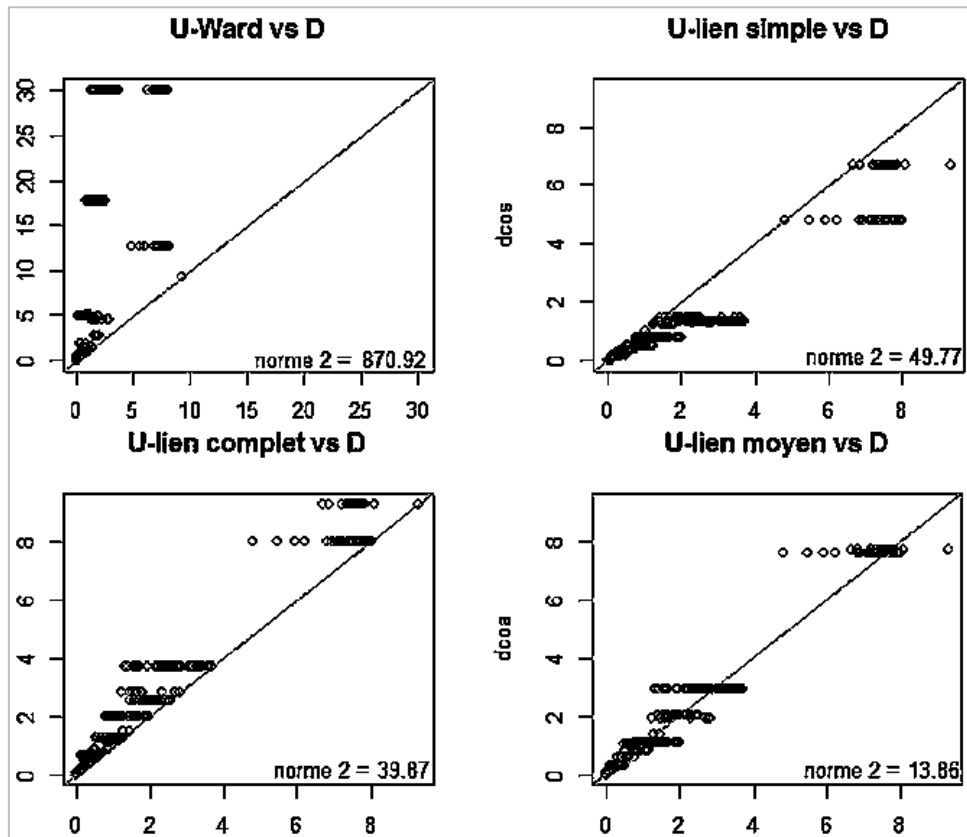 U-Ward vs D
U-lien simple vs D
30
25
20
15
10
5
0
norme 2 = 870.92
0 5 10 15 20 25 30
dcos
8
6
4
2
0
norme 2 = 49.77
0 2 4 6 8
U-lien complet vs D
U-lien moyen vs D
8
6
4
2
0
norme 2 = 39.87
0 2 4 6 8
dcoa
8
6
4
2
0
norme 2 = 13.86
0 2 4 6 8